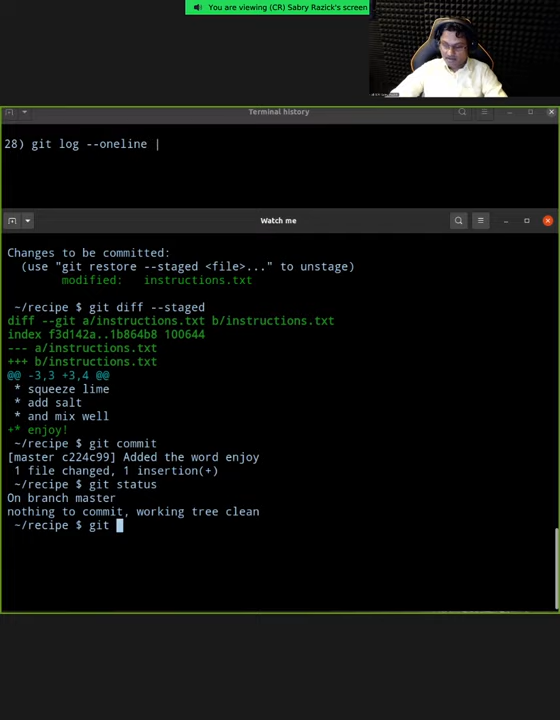 You are viewing (CR) Sabry Razick's screen
Terminal history
28) git log --oneline |
Watch me
Changes to be committed:
(use "git restore --staged <file>..." to unstage)
modified: instructions.txt
~/recipe $ git diff --staged
diff --git a/instructions.txt b/instructions.txt
index f3d142a..1b864b8 100644
--- a/instructions.txt
+++ b/instructions.txt
@@ -3,3 +3,4 @@
* squeeze lime
* add salt
* and mix well
+* enjoy!
~/recipe $ git commit
[master c224c99] Added the word enjoy
1 file changed, 1 insertion(+)
~/recipe $ git status
On branch master
nothing to commit, working tree clean
~/recipe $ git